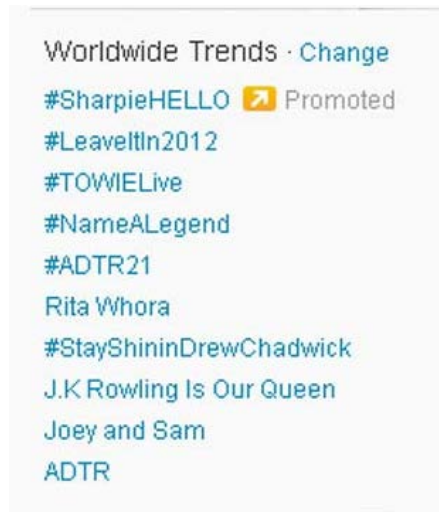 Worldwide Trends · Change
#SharpieHELLO Promoted
#LeaveItIn2012
#TOWIELive
#NameALegend
#ADTR21
Rita Whora
#StayShininDrewChadwick
J.K Rowling Is Our Queen
Joey and Sam
ADTR